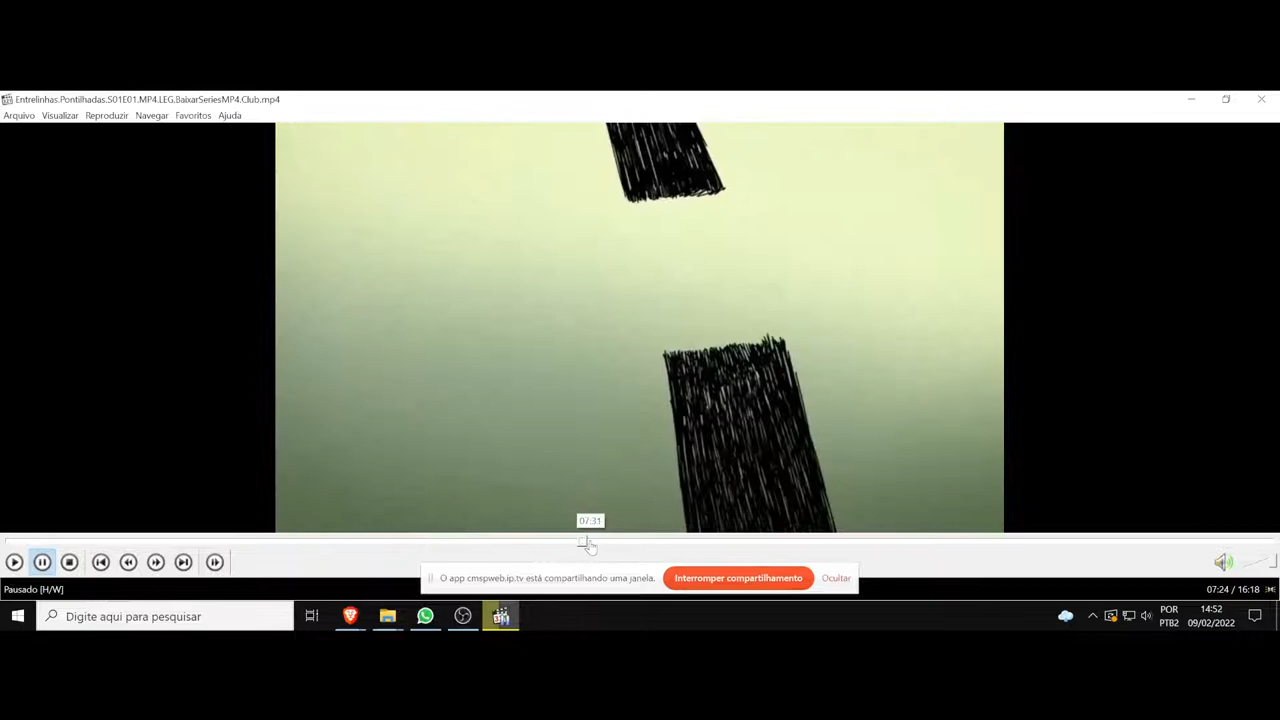 Entrelinhas.Pontilhadas.S01E01.MP4.LEG.BaixarSeriesMP4.Club.mp4
Arquivo Visualizar Reproduzir Navegar Favoritos Ajuda
07:31
O app cmspweb.ip.tv está compartilhando uma janela. Interromper compartilhamento Ocultar
Pausado [H/W] 07:24 / 16:18
Digite aqui para pesquisar
POR
PTB2
14:52
09/02/2022